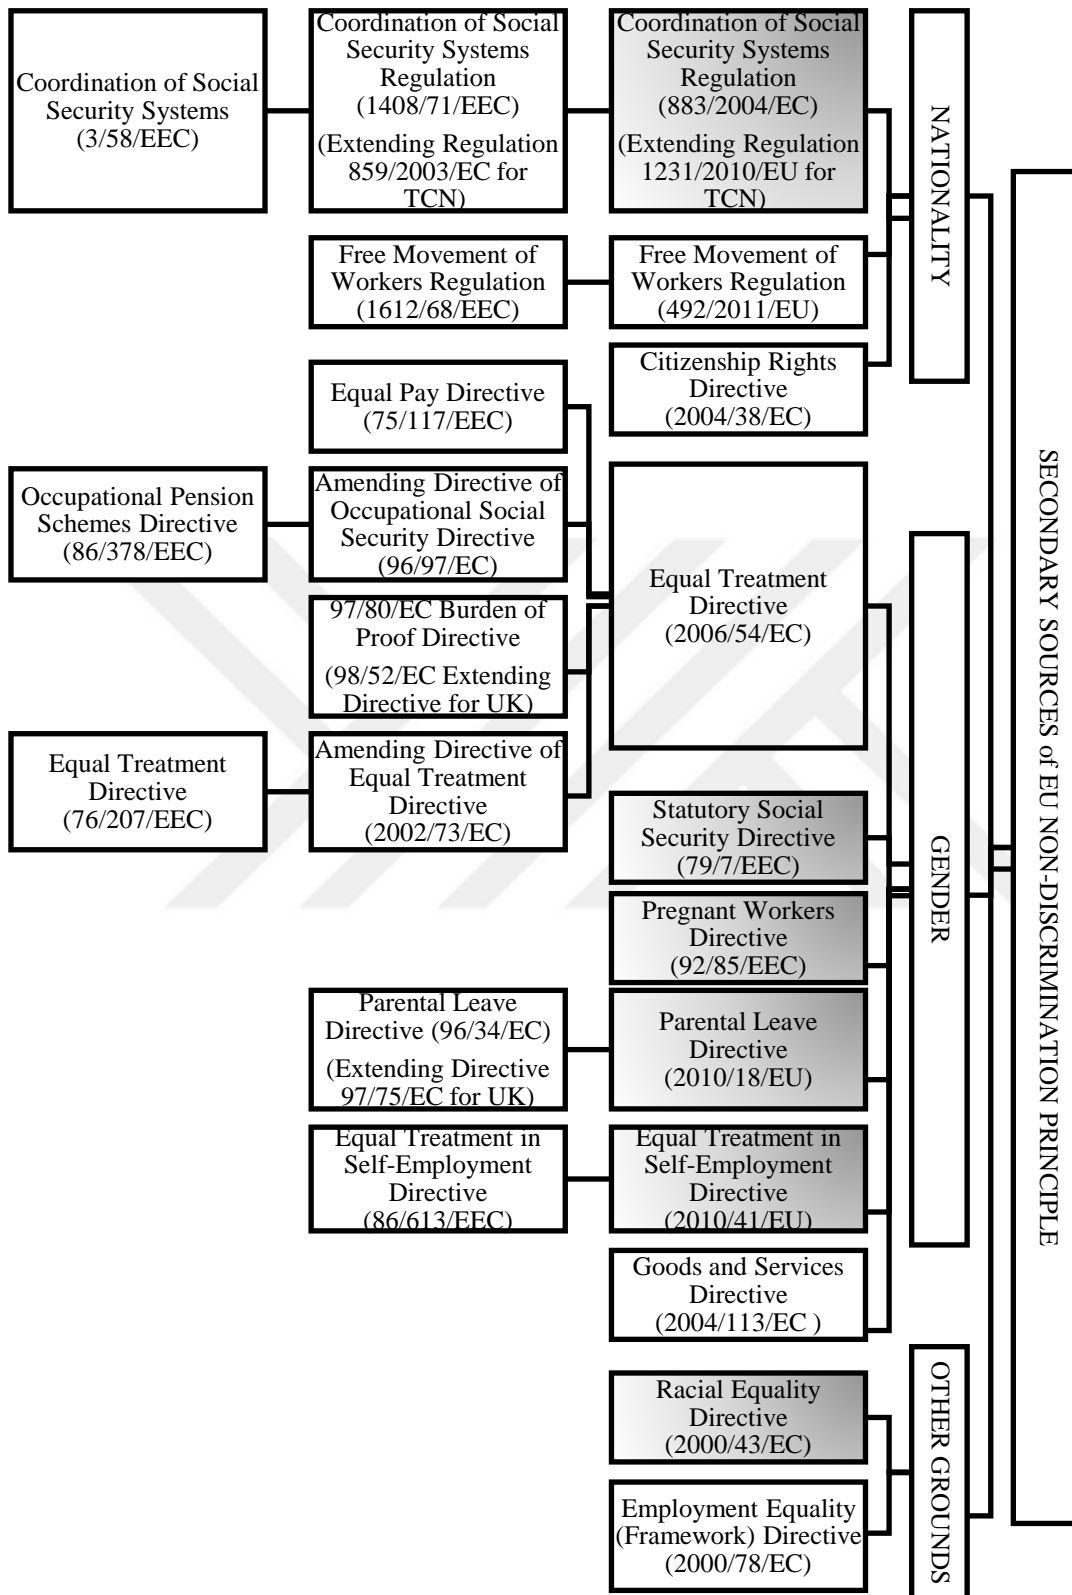 Coordination of Social
Security Systems
(3/58/EEC)
Coordination of Social
Security Systems
Regulation
(1408/71/EEC)
(Extending Regulation
859/2003/EC for
TCN)
Coordination of Social
Security Systems
Regulation
(883/2004/EC)
(Extending Regulation
1231/2010/EU for
TCN)
NATIONALITY
Free Movement of
Workers Regulation
(1612/68/EEC)
Free Movement of
Workers Regulation
(492/2011/EU)
Citizenship Rights
Directive
(2004/38/EC)
Equal Pay Directive
(75/117/EEC)
Occupational Pension
Schemes Directive
(86/378/EEC)
Amending Directive of
Occupational Social
Security Directive
(96/97/EC)
97/80/EC Burden of
Proof Directive
(98/52/EC Extending
Directive for UK)
Equal Treatment
Directive
(76/207/EEC)
Amending Directive of
Equal Treatment
Directive
(2002/73/EC)
Equal Treatment
Directive
(2006/54/EC)
Statutory Social
Security Directive
(79/7/EEC)
Pregnant Workers
Directive
(92/85/EEC)
Parental Leave
Directive (96/34/EC)
(Extending Directive
97/75/EC for UK)
Parental Leave
Directive
(2010/18/EU)
Equal Treatment in
Self-Employment
Directive
(86/613/EEC)
Equal Treatment in
Self-Employment
Directive
(2010/41/EU)
Goods and Services
Directive
(2004/113/EC )
GENDER
Racial Equality
Directive
(2000/43/EC)
Employment Equality
(Framework) Directive
(2000/78/EC)
OTHER GROUNDS
SECONDARY SOURCES of EU NON-DISCRIMINATION PRINCIPLE